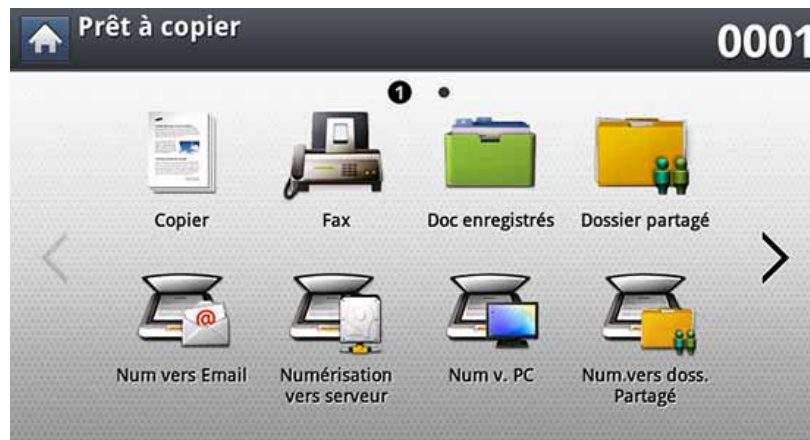 Prêt à copier
0001
1
Copier
Fax
Doc enregistrés
Dossier partagé
Num vers Email
Numérisation
vers serveur
Num v. PC
Num.vers doss.
Partagé